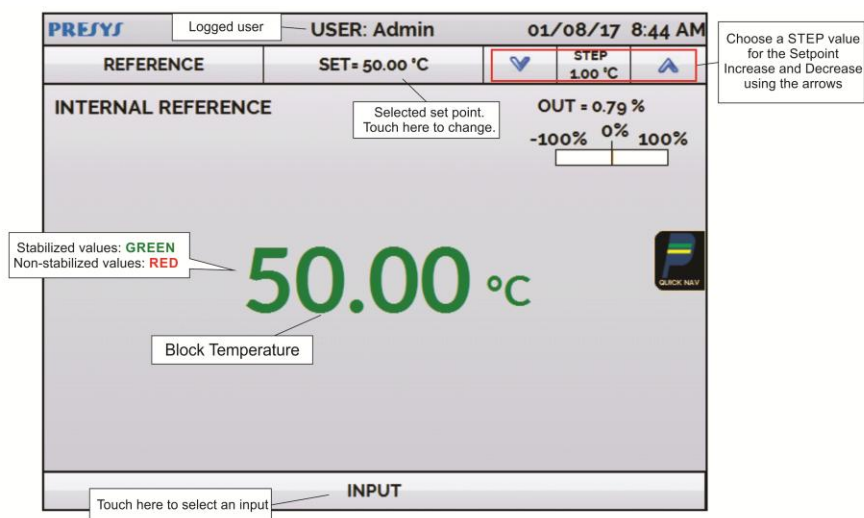 PRESYS
Logged user
USER: Admin
01/08/17 8:44 AM
REFERENCE
SET= 50.00 °C
STEP
1.00 °C
Choose a STEP value
for the Setpoint
Increase and Decrease
using the arrows
INTERNAL REFERENCE
Selected set point.
Touch here to change.
OUT = 0.79 %
-100% 0% 100%
Stabilized values: GREEN
Non-stabilized values: RED
50.00 °C
QUICK NAV
Block Temperature
INPUT
Touch here to select an input